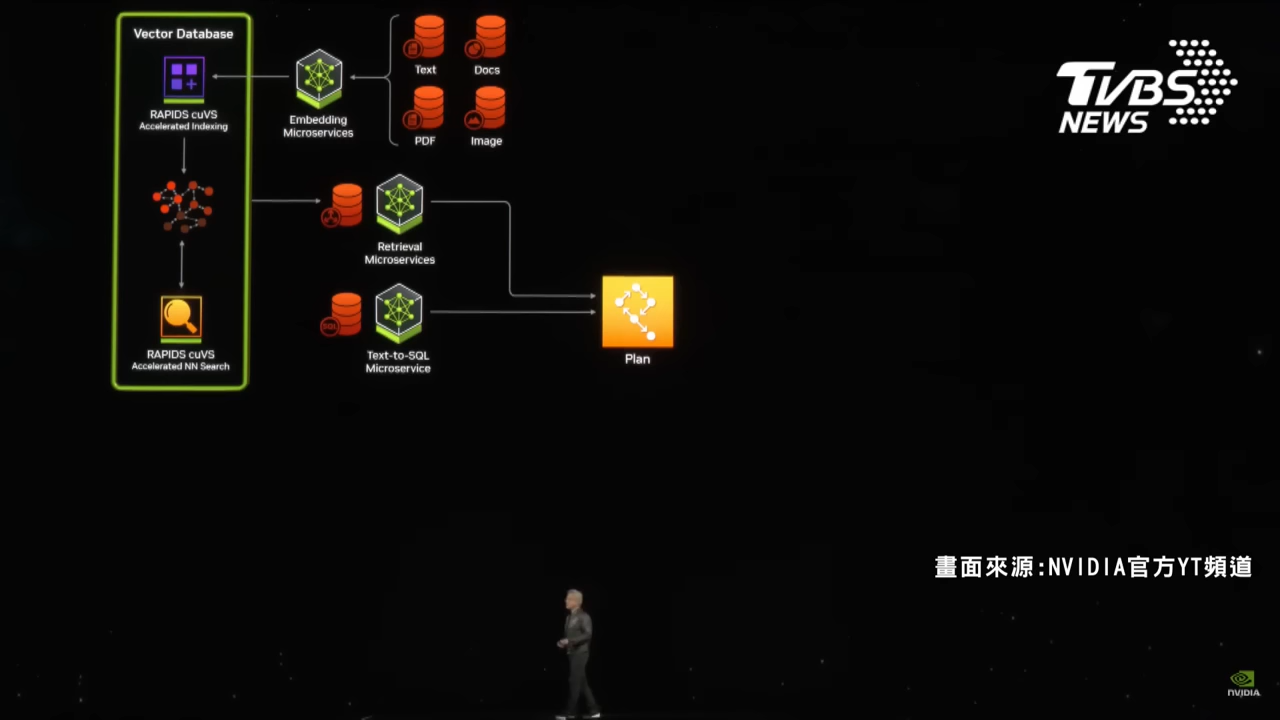 Vector Database
RAPIDS cuVS
Accelerated Indexing
Embedding
Microservices
Text
Docs
PDF
Image
TVBS
NEWS
Retrieval
Microservices
SQL
Text-to-SQL
Microservice
RAPIDS cuVS
Accelerated NN Search
Plan
畫面來源:NVIDIA官方YT頻道
NVIDIA